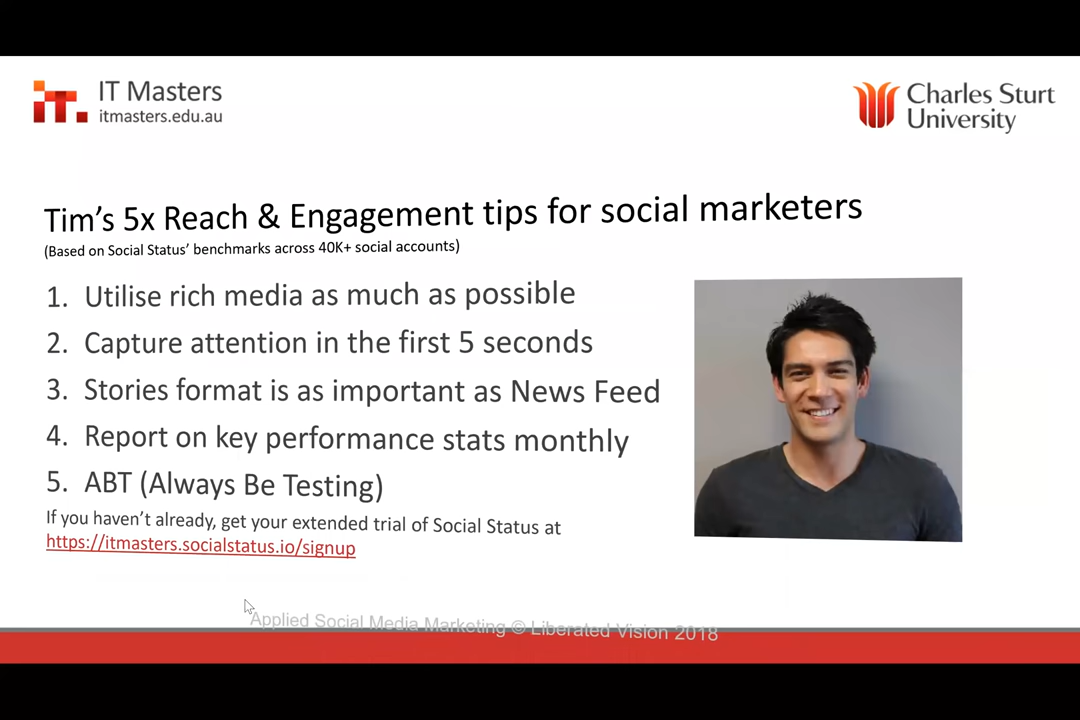 IT Masters
itmasters.edu.au
Charles Sturt
University
Tim's 5x Reach & Engagement tips for social marketers
(Based on Social Status' benchmarks across 40K+ social accounts)
1. Utilise rich media as much as possible
2. Capture attention in the first 5 seconds
3. Stories format is as important as News Feed
4. Report on key performance stats monthly
5. ABT (Always Be Testing)
If you haven't already, get your extended trial of Social Status at
https://itmasters.socialstatus.io/signup
Applied Social Media Marketing © Liberated Vision 2018